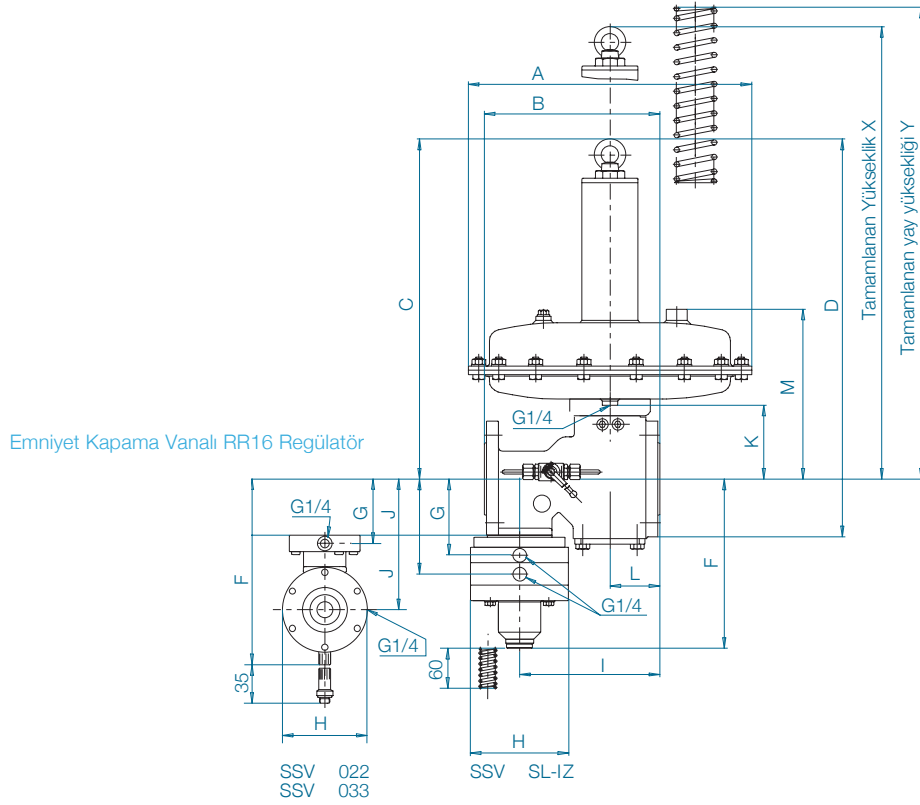 A
B
C
D
Tamamlanan Yükseklik X
Tamamlanan yay yüksekliği Y
M
K
G1/4
Emniyet Kapama Vanalı RR16 Regülatör
G1/4
G
J
J
G
F
F
L
G1/4
G1/4
60
I
35
H
H
SSV 022
SSV 033
SSV SL-IZ